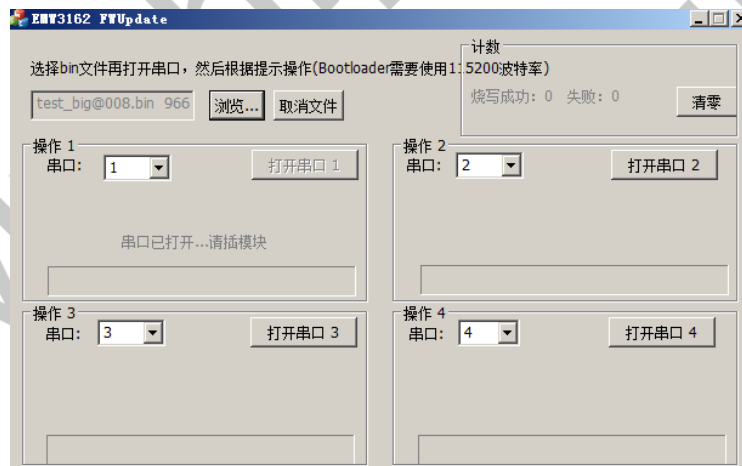 EMW3162 FWUpdate
计数
选择bin文件再打开串口，然后根据提示操作(Bootloader需要使用115200波特率)
test_big@008.bin 966
浏览...
取消文件
烧写成功: 0 失败: 0
清零
操作 1
串口: 1
打开串口 1
串口已打开...请插模块
操作 2
串口: 2
打开串口 2
操作 3
串口: 3
打开串口 3
操作 4
串口: 4
打开串口 4